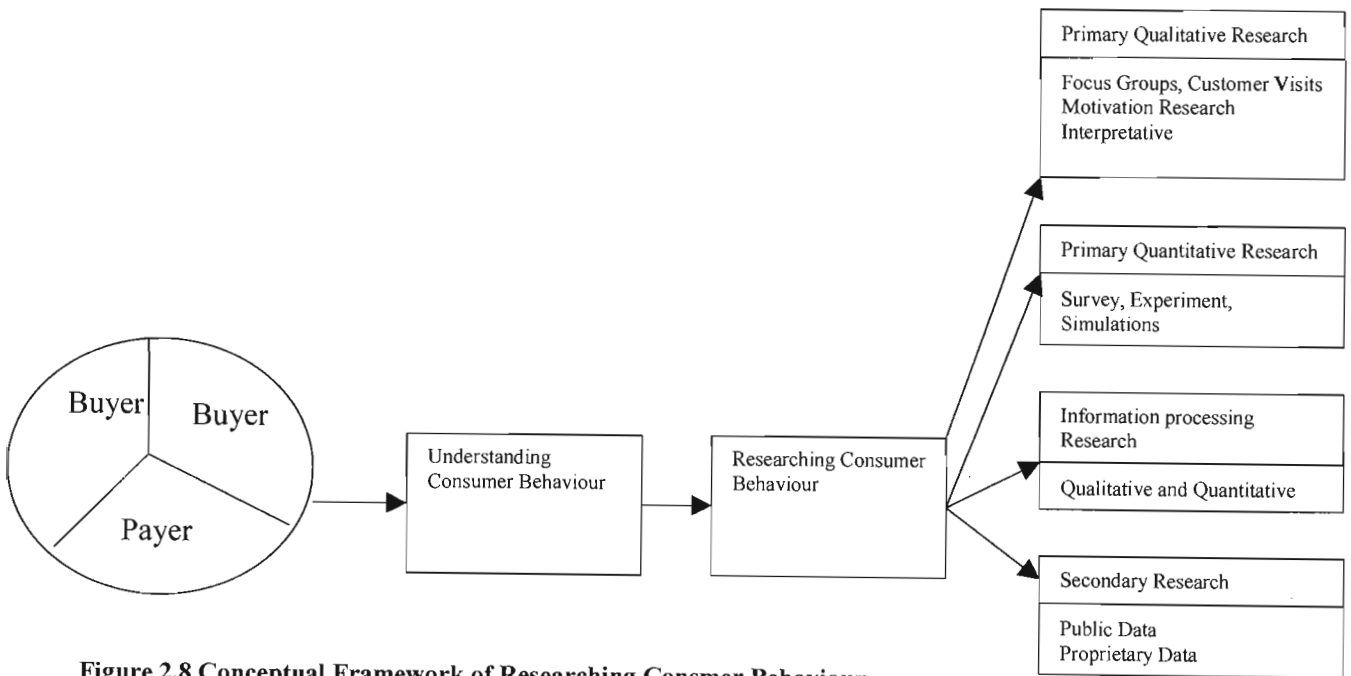 Buyer
Buyer
Payer
Understanding
Consumer Behaviour
Researching Consumer
Behaviour
Primary Qualitative Research
Focus Groups, Customer Visits
Motivation Research
Interpretative
Primary Quantitative Research
Survey, Experiment,
Simulations
Information processing
Research
Qualitative and Quantitative
Secondary Research
Public Data
Proprietary Data
Figure 2.8 Conceptual Framework of Researching Consmer Behaviour